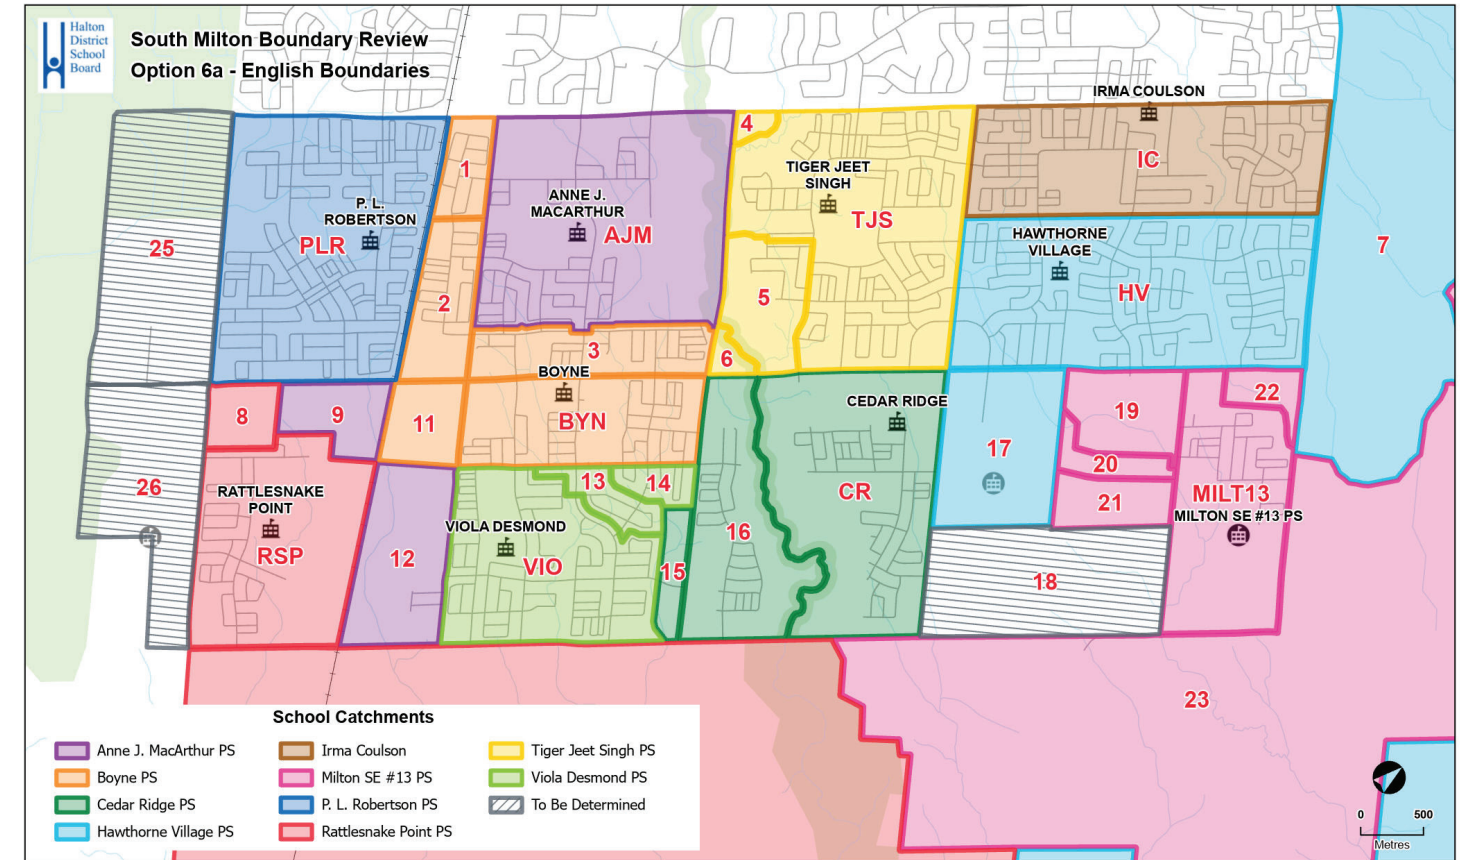 Halton
District
School
Board
South Milton Boundary Review
Option 6a - English Boundaries
IRMA COULSON
IC
1
4
TIGER JEET
SINGH
TJS
ANNE J.
MACARTHUR
AJM
P. L.
ROBERTSON
PLR
25
HAWTHORNE
VILLAGE
HV
7
2
5
3
6
BOYNE
BYN
8
9
11
CEDAR RIDGE
CR
19
22
17
20
21
MILT13
MILTON SE #13 PS
26
RATTLESNAKE
POINT
RSP
13
14
VIOLA DESMOND
VIO
12
16
15
18
23
School Catchments
Anne J. MacArthur PS
Boyne PS
Cedar Ridge PS
Hawthorne Village PS
Irma Coulson
Milton SE #13 PS
P. L. Robertson PS
Rattlesnake Point PS
Tiger Jeet Singh PS
Viola Desmond PS
To Be Determined
0 500
Metres